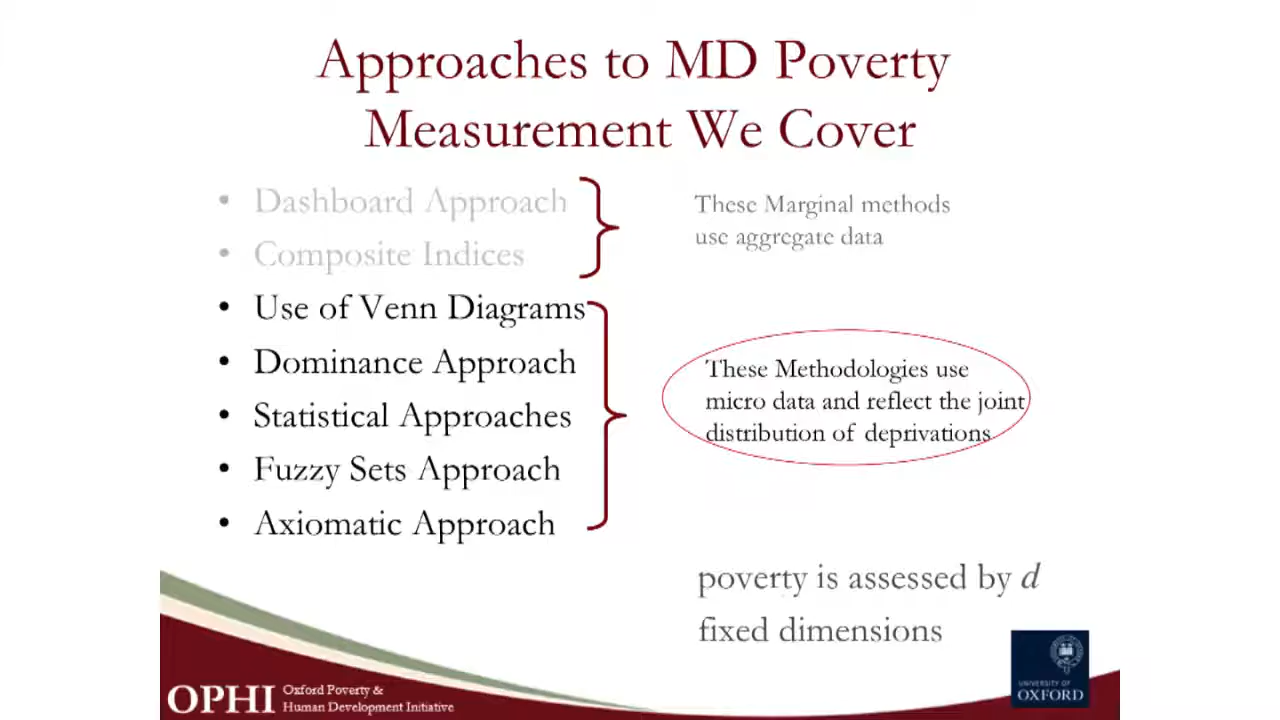 Approaches to MD Poverty
Measurement We Cover
• Dashboard Approach
• Composite Indices
These Marginal methods
use aggregate data
• Use of Venn Diagrams
• Dominance Approach
• Statistical Approaches
• Fuzzy Sets Approach
• Axiomatic Approach
These Methodologies use
micro data and reflect the joint
distribution of deprivations
poverty is assessed by d
fixed dimensions
OPHI
Oxford Poverty &
Human Development Initiative
UNIVERSITY OF
OXFORD